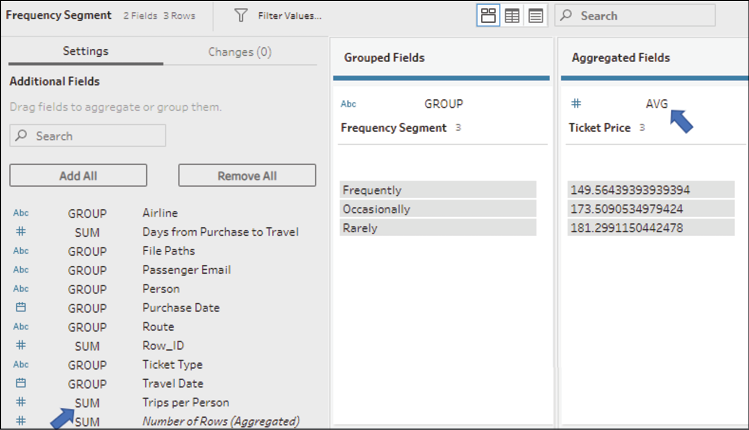 Frequency Segment 2 Fields 3 Rows Filter Values... Search
Settings Changes (0)
Additional Fields
Drag fields to aggregate or group them.
Search
Add All Remove All
Abc GROUP Airline
# SUM Days from Purchase to Travel
Abc GROUP File Paths
Abc GROUP Passenger Email
Abc GROUP Person
GROUP Purchase Date
Abc GROUP Route
# SUM Row_ID
Abc GROUP Ticket Type
GROUP Travel Date
# SUM Trips per Person
# SUM Number of Rows (Aggregated)
Grouped Fields
Abc GROUP
Frequency Segment 3
Frequently
Occasionally
Rarely
Aggregated Fields
# AVG
Ticket Price 3
149.56439393939394
173.5090534979424
181.2991150442478